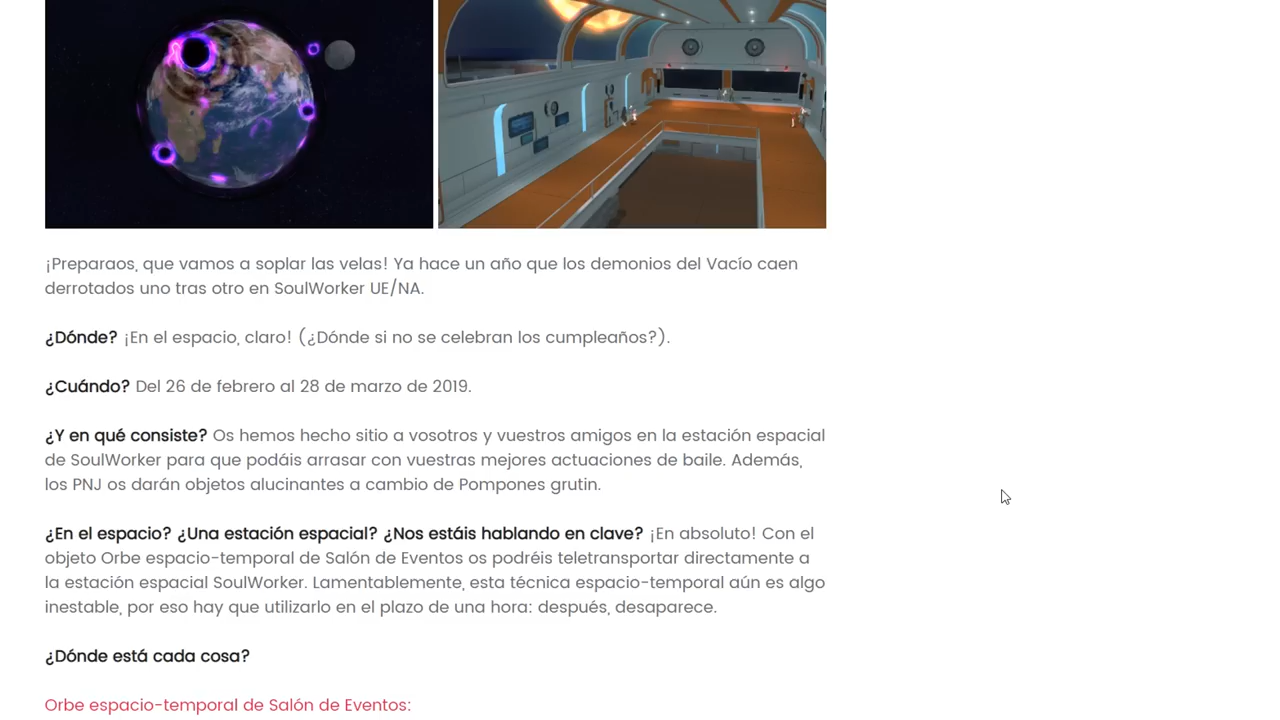 ¡Preparaos, que vamos a soplar las velas! Ya hace un año que los demonios del Vacío caen
derrotados uno tras otro en SoulWorker UE/NA.
¿Dónde? ¡En el espacio, claro! (¿Dónde si no se celebran los cumpleaños?).
¿Cuándo? Del 26 de febrero al 28 de marzo de 2019.
¿Y en qué consiste? Os hemos hecho sitio a vosotros y vuestros amigos en la estación espacial
de SoulWorker para que podáis arrasar con vuestras mejores actuaciones de baile. Además,
los PNJ os darán objetos alucinantes a cambio de Pompones grutin.
¿En el espacio? ¿Una estación espacial? ¿Nos estáis hablando en clave? ¡En absoluto! Con el
objeto Orbe espacio-temporal de Salón de Eventos os podréis teletransportar directamente a
la estación espacial SoulWorker. Lamentablemente, esta técnica espacio-temporal aún es algo
inestable, por eso hay que utilizarlo en el plazo de una hora: después, desaparece.
¿Dónde está cada cosa?
Orbe espacio-temporal de Salón de Eventos: